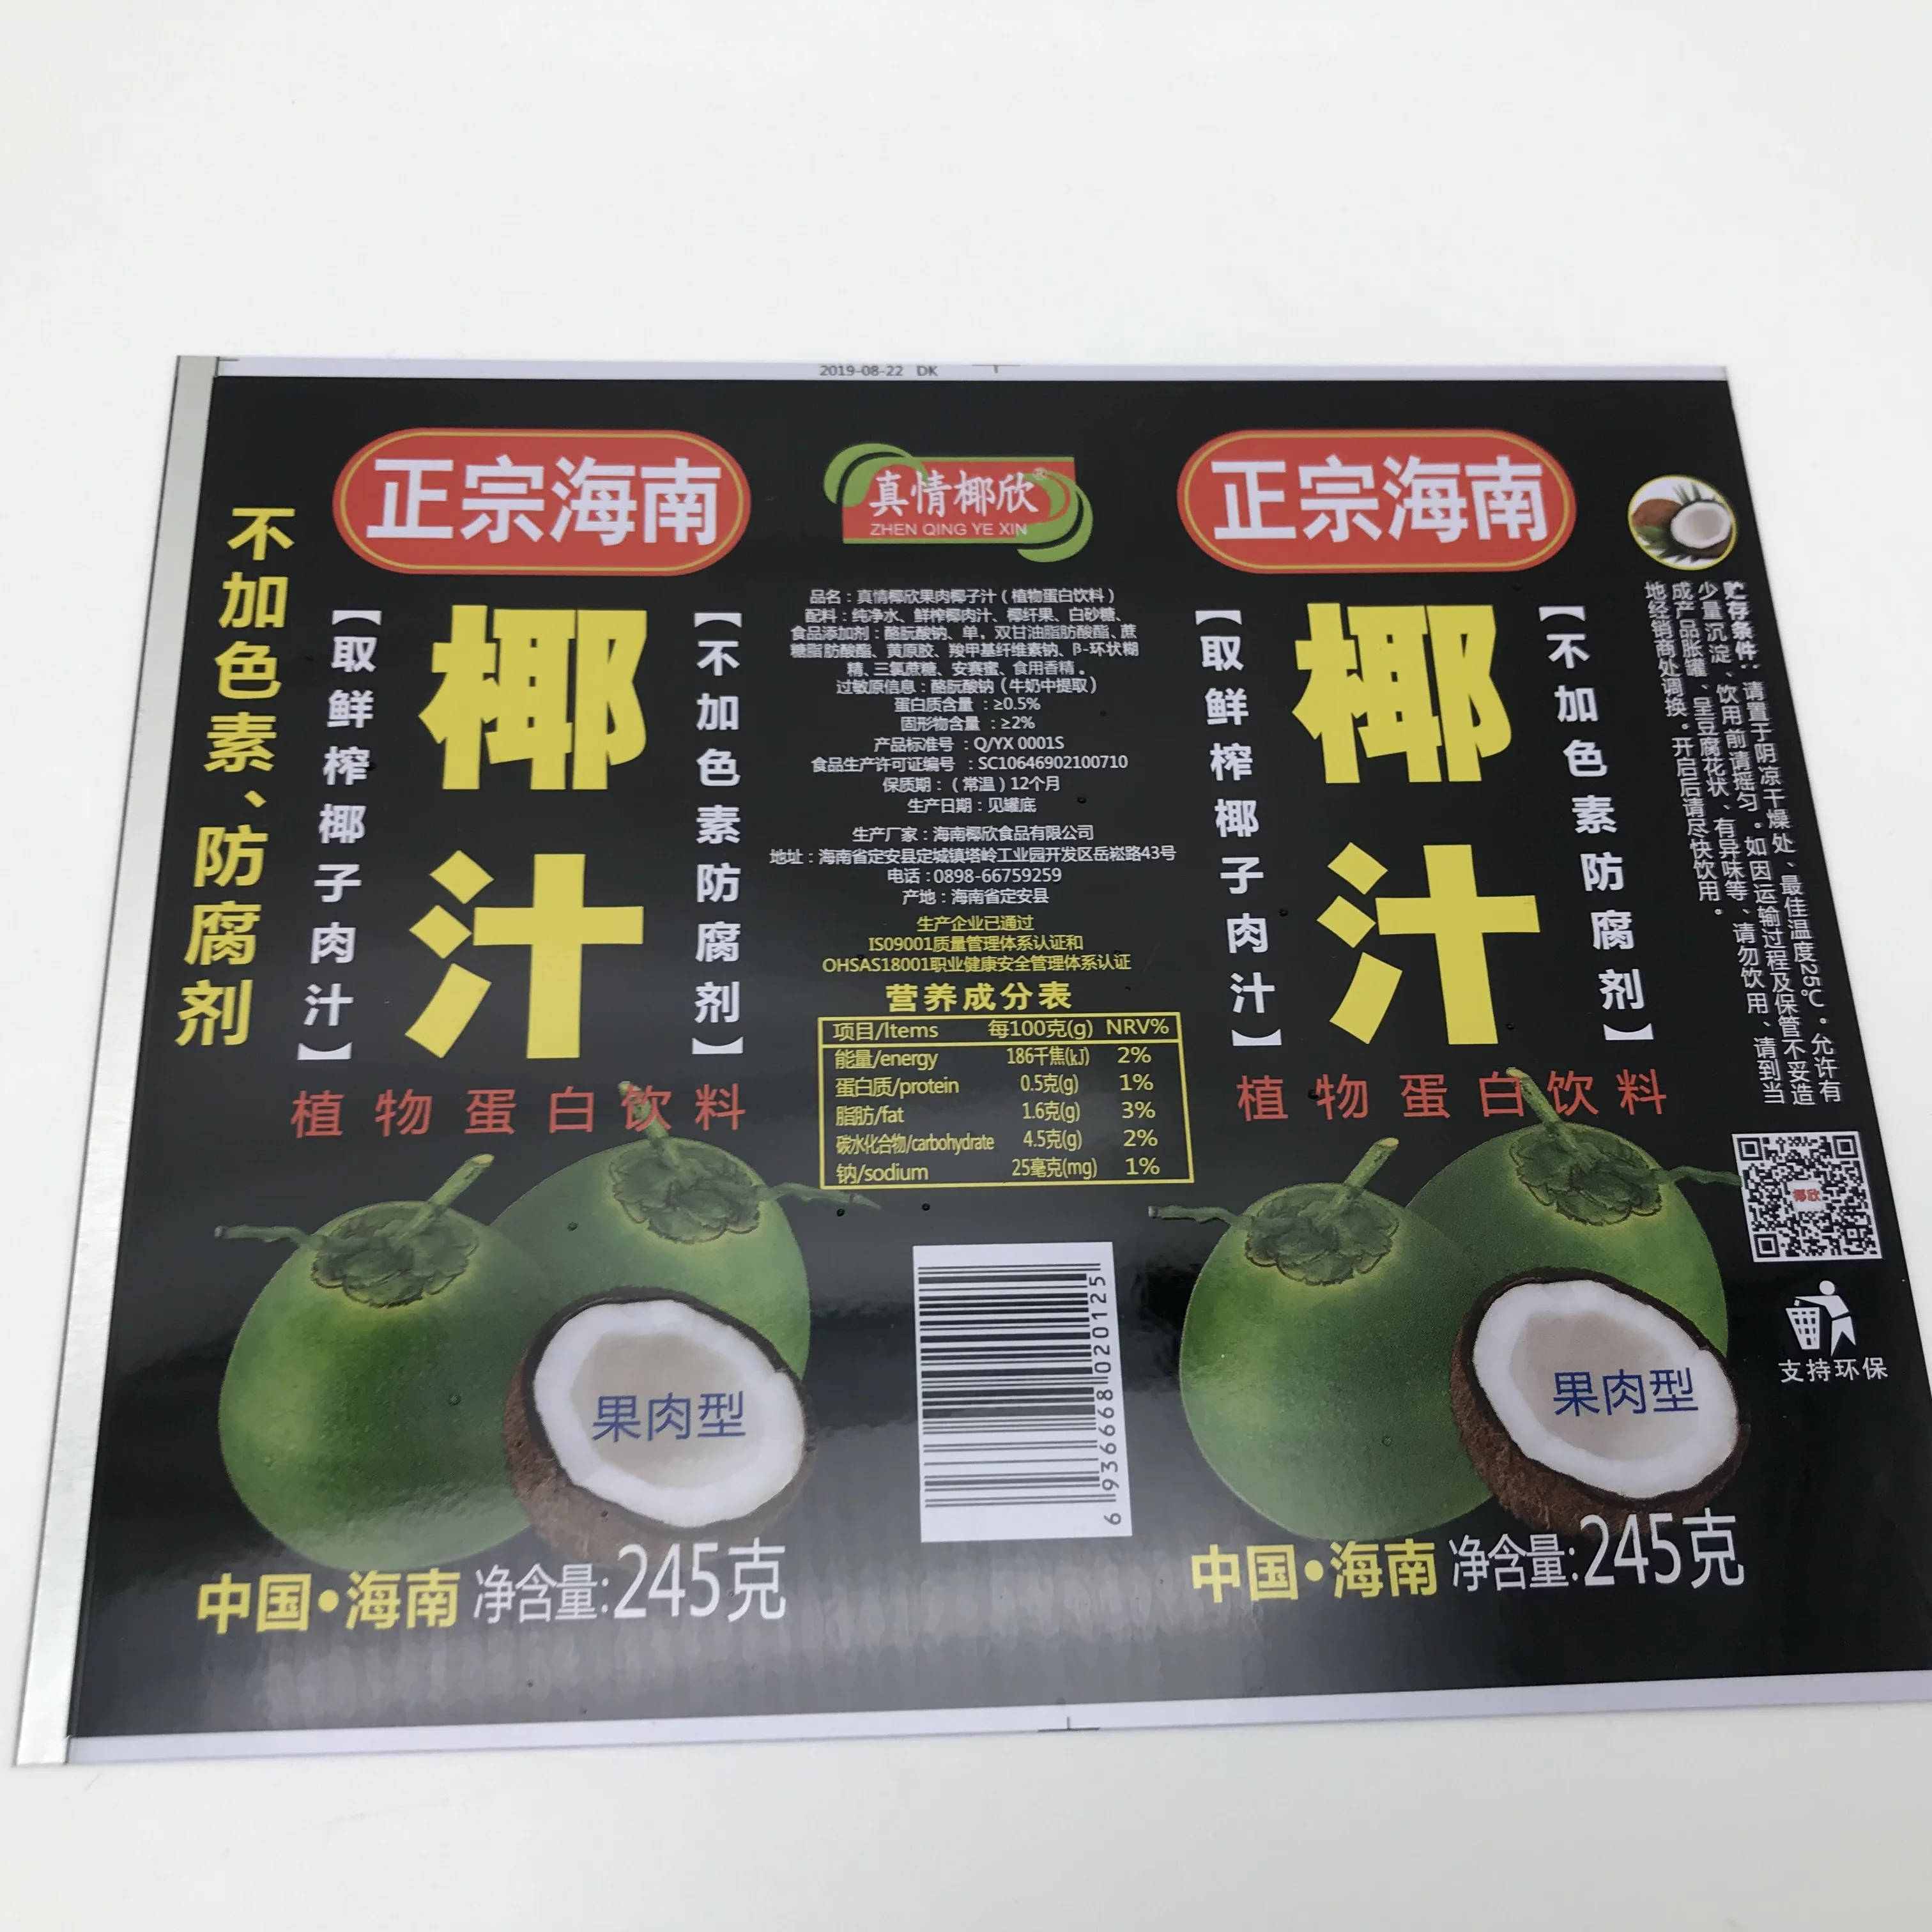 2019-08-22 DK
不加色素、防腐剂
正宗海南
【取鲜榨椰子肉汁】
椰汁
【不加色素防腐剂】
植物蛋白饮料
果肉型
中国•海南 净含量:245克
真情椰欣®
ZHEN QING YE XIN
品名：真情椰欣果肉椰子汁（植物蛋白饮料）
配料：纯净水、鲜榨椰肉汁、椰纤果、白砂糖、
食品添加剂：酪朊酸钠、单，双甘油脂肪酸酯、蔗
糖脂肪酸酯、黄原胶、羧甲基纤维素钠、β-环状糊
精、三氯蔗糖、安赛蜜、食用香精。
过敏原信息：酪朊酸钠（牛奶中提取）
蛋白质含量：≥0.5%
固形物含量：≥2%
产品标准号：Q/YX 0001S
食品生产许可证编号：SC10646902100710
保质期：（常温）12个月
生产日期：见罐底
生产厂家：海南椰欣食品有限公司
地址：海南省定安县定城镇塔岭工业园开发区岳崧路43号
电话：0898-66759259
产地：海南省定安县
生产企业已通过
IS09001质量管理体系认证和
OHSAS18001职业健康安全管理体系认证
营养成分表
项目/Items 每100克(g) NRV%
能量/energy 186千焦(kJ) 2%
蛋白质/protein 0.5克(g) 1%
脂肪/fat 1.6克(g) 3%
碳水化合物/carbohydrate 4.5克(g) 2%
钠/sodium 25毫克(mg) 1%
6936668020125
正宗海南
【取鲜榨椰子肉汁】
椰汁
【不加色素防腐剂】
植物蛋白饮料
果肉型
中国•海南 净含量:245克
贮存条件：请置于阴凉干燥处、最佳温度25℃。允许有
少量沉淀、饮用前请摇匀。如因运输过程及保管不妥造
成产品胀罐、呈豆腐花状、有异味等、请勿饮用、请到当
地经销商处调换。开启后请尽快饮用。
椰欣
支持环保